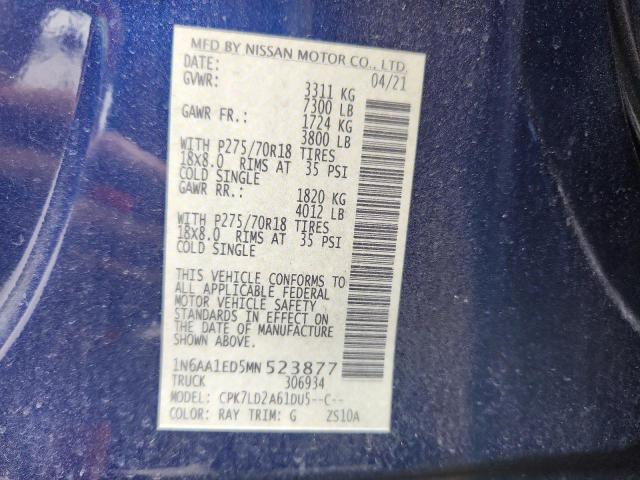 MFD BY NISSAN MOTOR CO., LTD.
DATE: 04/21
GVWR: 3311 KG
7300 LB
GAWR FR.: 1724 KG
3800 LB
WITH P275/70R18 TIRES
18X8.0 RIMS AT 35 PSI
COLD SINGLE
GAWR RR.: 1820 KG
4012 LB
WITH P275/70R18 TIRES
18X8.0 RIMS AT 35 PSI
COLD SINGLE
THIS VEHICLE CONFORMS TO
ALL APPLICABLE FEDERAL
MOTOR VEHICLE SAFETY
STANDARDS IN EFFECT ON
THE DATE OF MANUFACTURE
SHOWN ABOVE.
1N6AA1ED5MN 523877
TRUCK 306934
MODEL: CPK7LD2A61DU5--C--
COLOR: RAY TRIM: G ZS10A